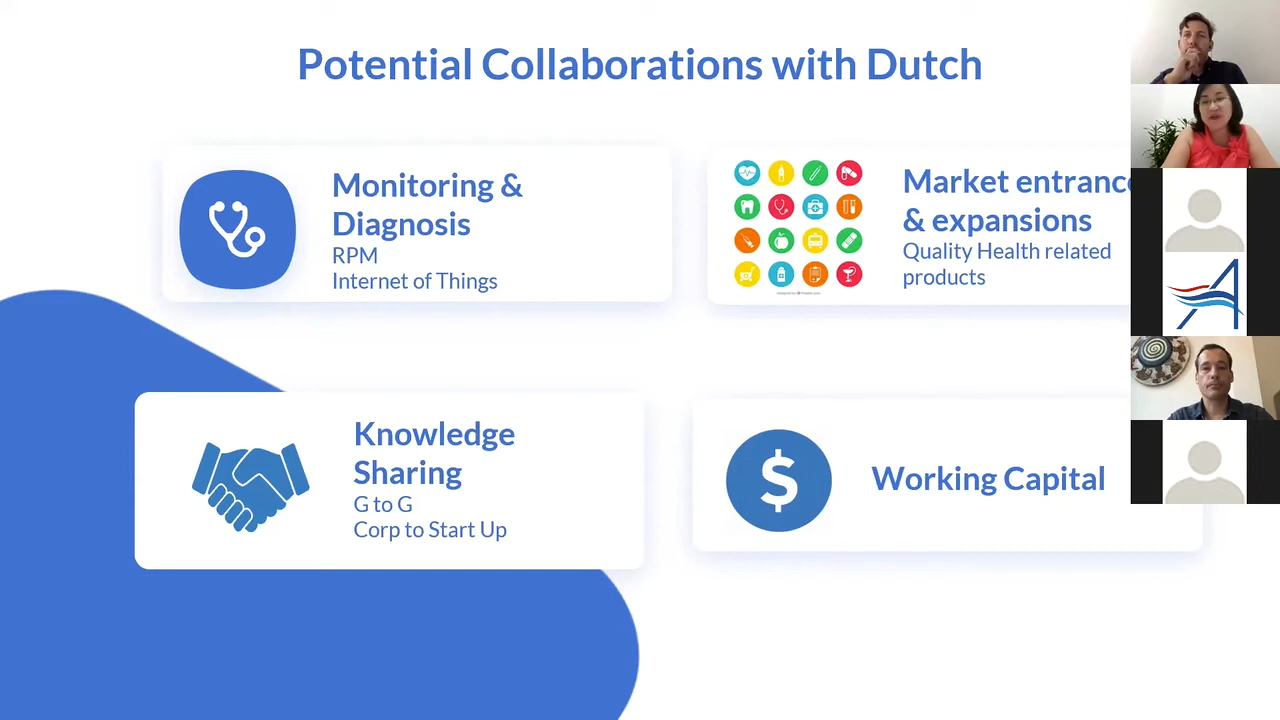 Potential Collaborations with Dutch
Monitoring &
Diagnosis
RPM
Internet of Things
Market entranc
& expansions
Quality Health related
products
Knowledge
Sharing
G to G
Corp to Start Up
$
Working Capital